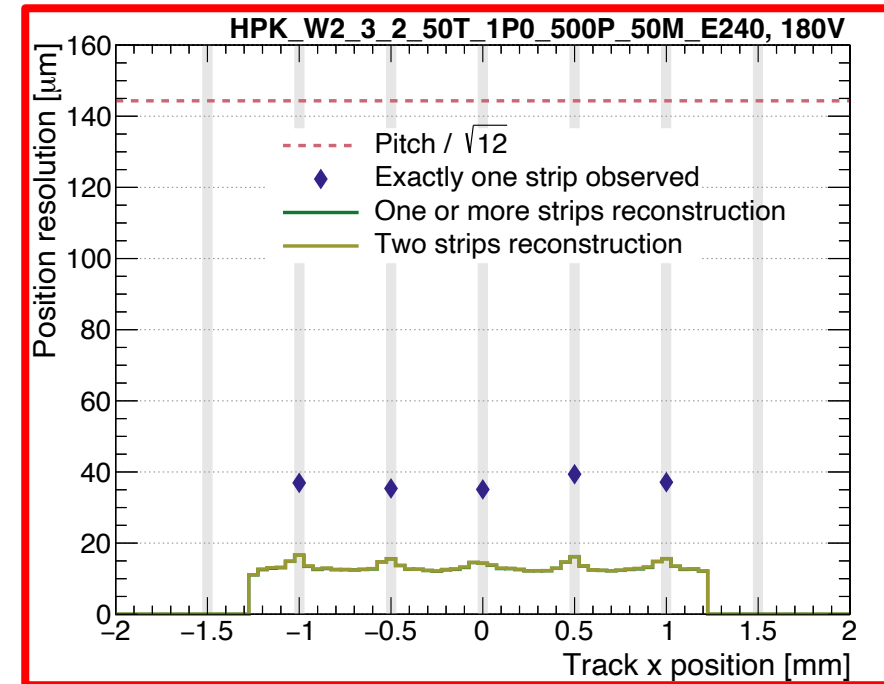 HPK_W2_3_2_50T_1P0_500P_50M_E240, 180V
Position resolution [μm]
160
140
120
100
80
60
40
20
0
Pitch / √12
Exactly one strip observed
One or more strips reconstruction
Two strips reconstruction
−2 −1.5 −1 −0.5 0 0.5 1 1.5 2
Track x position [mm]